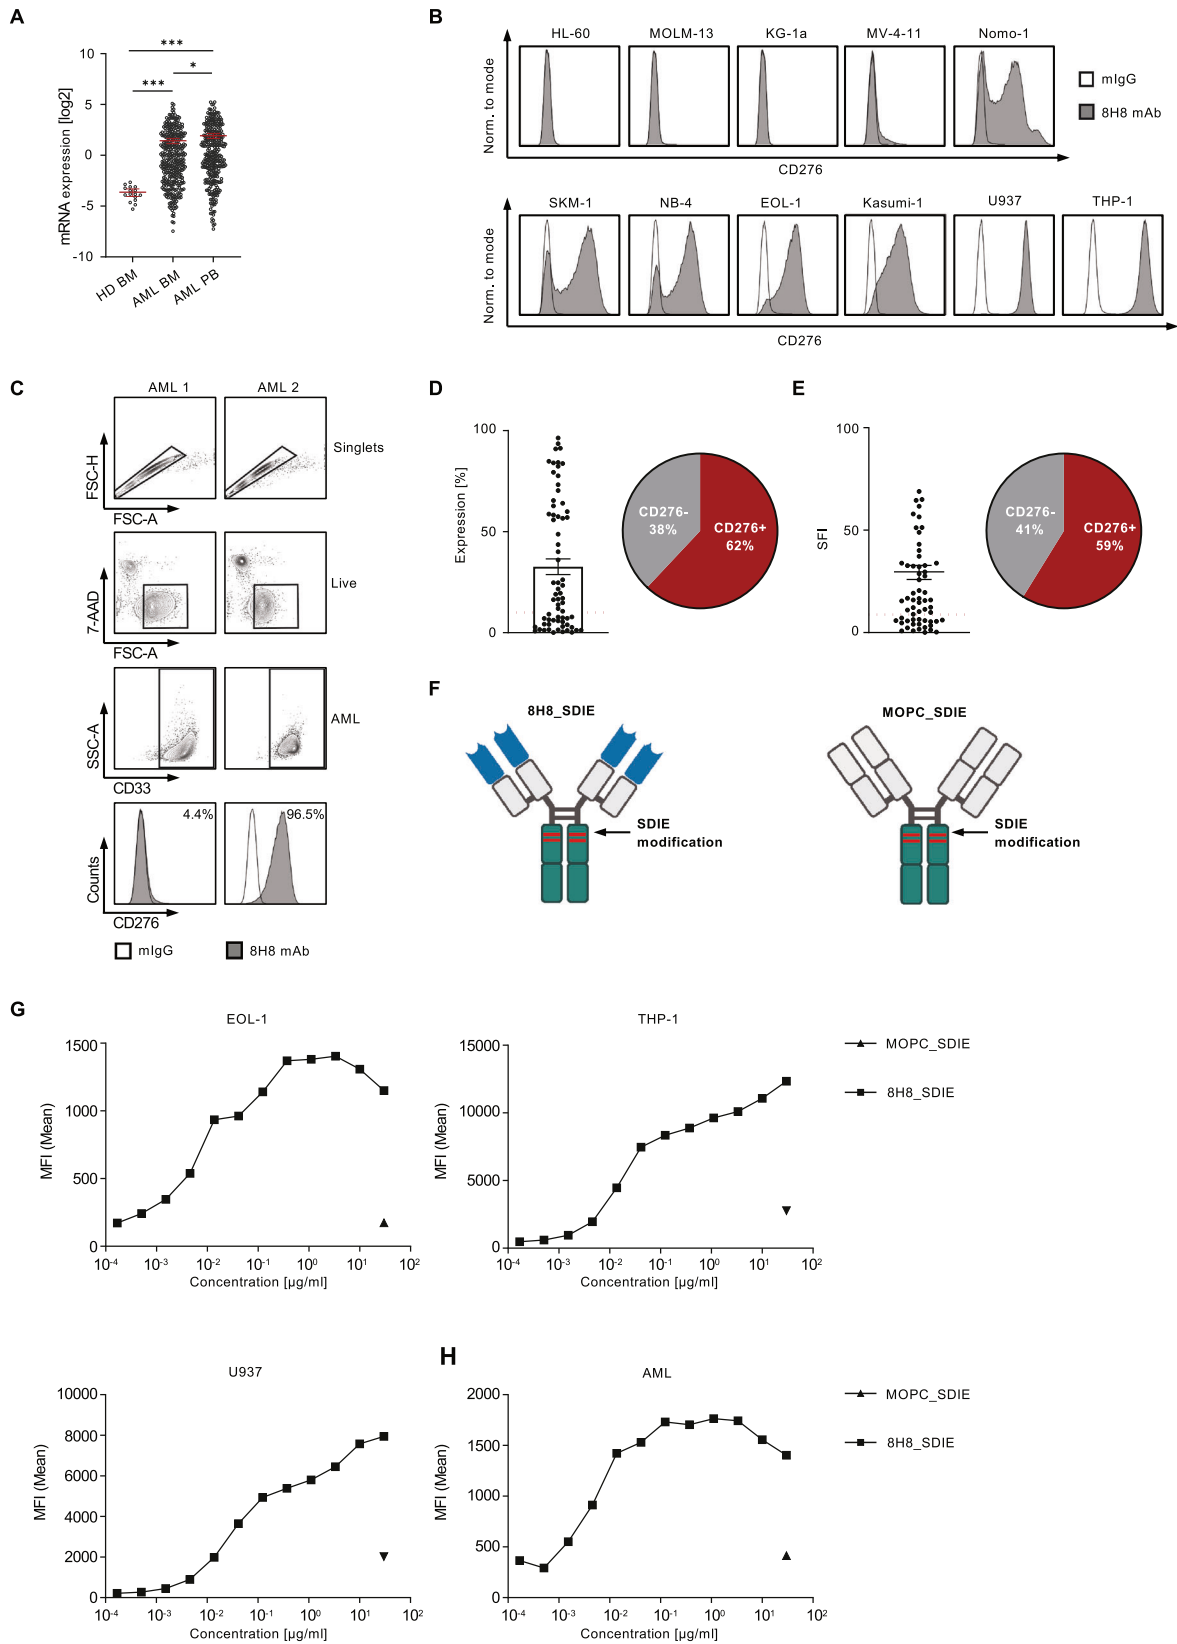 A
mRNA expression [log2]
10
5
0
-5
-10
***
***
*
HD BM
AML BM
AML PB
B
HL-60
MOLM-13
KG-1a
MV-4-11
Nomo-1
Norm. to mode
CD276
mIgG
8H8 mAb
SKM-1
NB-4
EOL-1
Kasumi-1
U937
THP-1
Norm. to mode
CD276
C
AML 1
AML 2
FSC-H
FSC-A
Singlets
7-AAD
FSC-A
Live
SSC-A
CD33
AML
Counts
4.4%
96.5%
CD276
mIgG
8H8 mAb
D
Expression [%]
100
50
0
CD276-
38%
CD276+
62%
E
SFI
100
50
0
CD276-
41%
CD276+
59%
F
8H8_SDIE
SDIE
modification
MOPC_SDIE
SDIE
modification
G
EOL-1
MFI (Mean)
1500
1000
500
0
10-4
10-3
10-2
10-1
100
101
102
Concentration [µg/ml]
THP-1
MFI (Mean)
15000
10000
5000
0
10-4
10-3
10-2
10-1
100
101
102
Concentration [µg/ml]
MOPC_SDIE
8H8_SDIE
U937
MFI (Mean)
10000
8000
6000
4000
2000
0
10-4
10-3
10-2
10-1
100
101
102
Concentration [µg/ml]
H
AML
MFI (Mean)
2000
1500
1000
500
0
10-4
10-3
10-2
10-1
100
101
102
Concentration [µg/ml]
MOPC_SDIE
8H8_SDIE